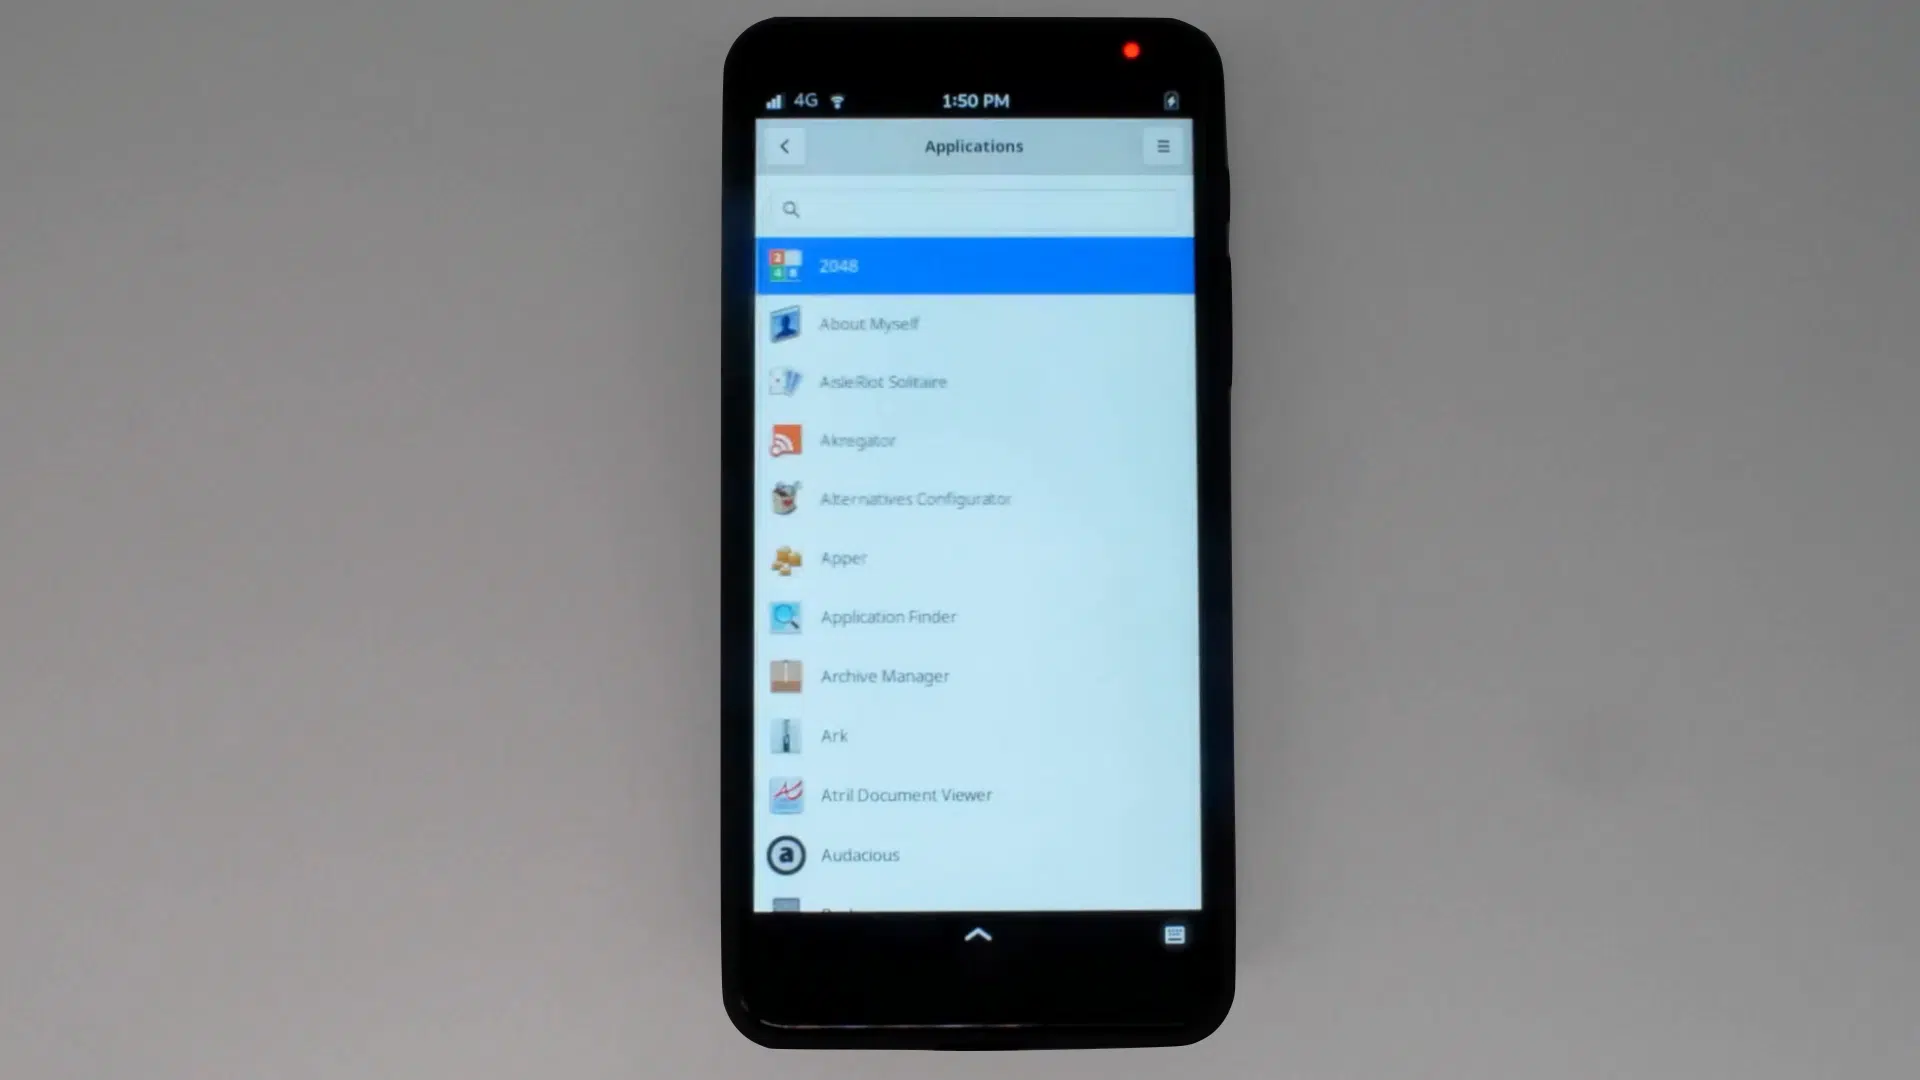 4G
1:50 PM
Applications
2048
About Myself
AisleRiot Solitaire
Akregator
Alternatives Configurator
Apper
Application Finder
Archive Manager
Ark
Atril Document Viewer
Audacious